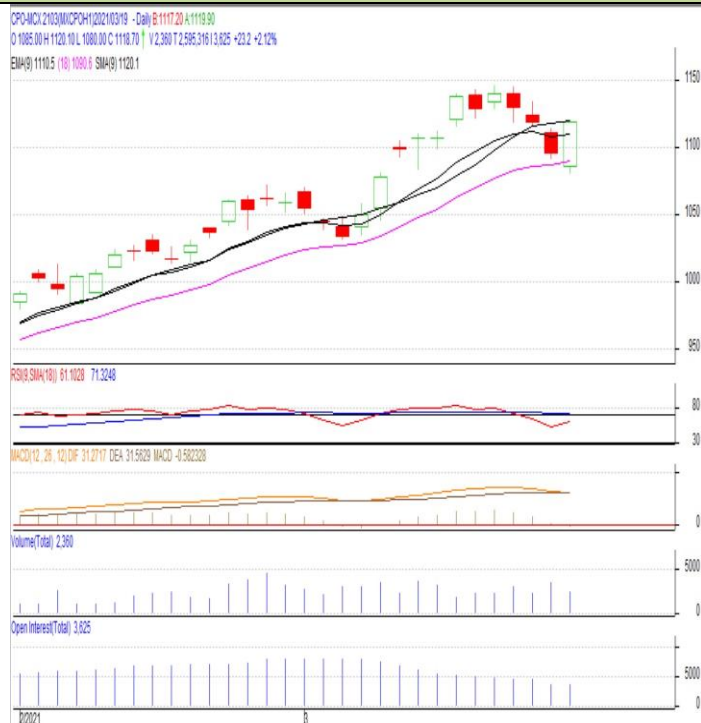 CPO-MCX 2103(MXCPOH1)2021/03/19 - Daily B:1117.20 A:1119.90
O 1085.00 H 1120.10 L 1080.00 C 1118.70 V 2,360 T 2,595,316 I 3,625 +23.2 +2.12%
EMA(9) 1110.5 (18) 1090.6 SMA(9) 1120.1
1150
1100
1050
1000
950
RSI(9,SMA(18)) 61.1028 71.3248
80
30
MACD(12 , 26 , 12) DIF 31.2717 DEA 31.5629 MACD -0.582328
0
Volume(Total) 2,360
5000
0
Open Interest(Total) 3,625
5000
0
2/2021 3